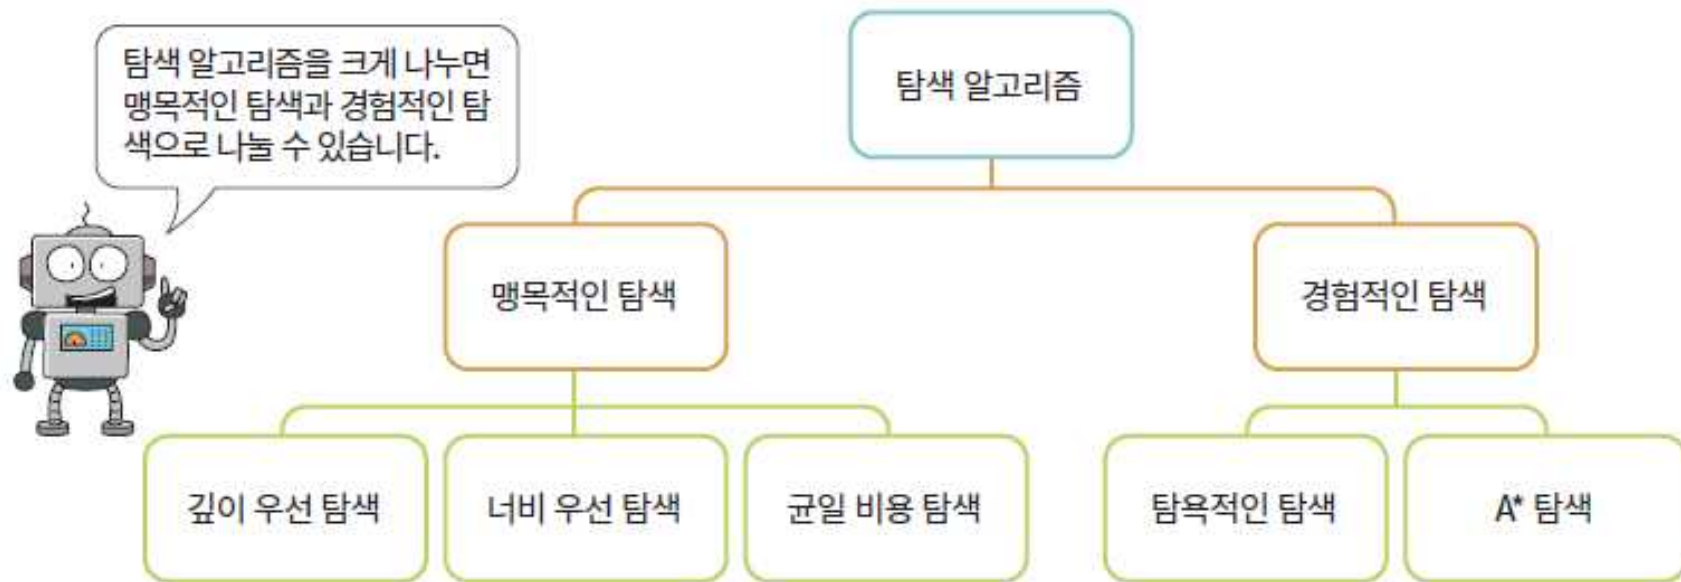 탐색 알고리즘을 크게 나누면
맹목적인 탐색과 경험적인 탐
색으로 나눌 수 있습니다.
탐색 알고리즘
맹목적인 탐색
경험적인 탐색
깊이 우선 탐색
너비 우선 탐색
균일 비용 탐색
탐욕적인 탐색
A* 탐색